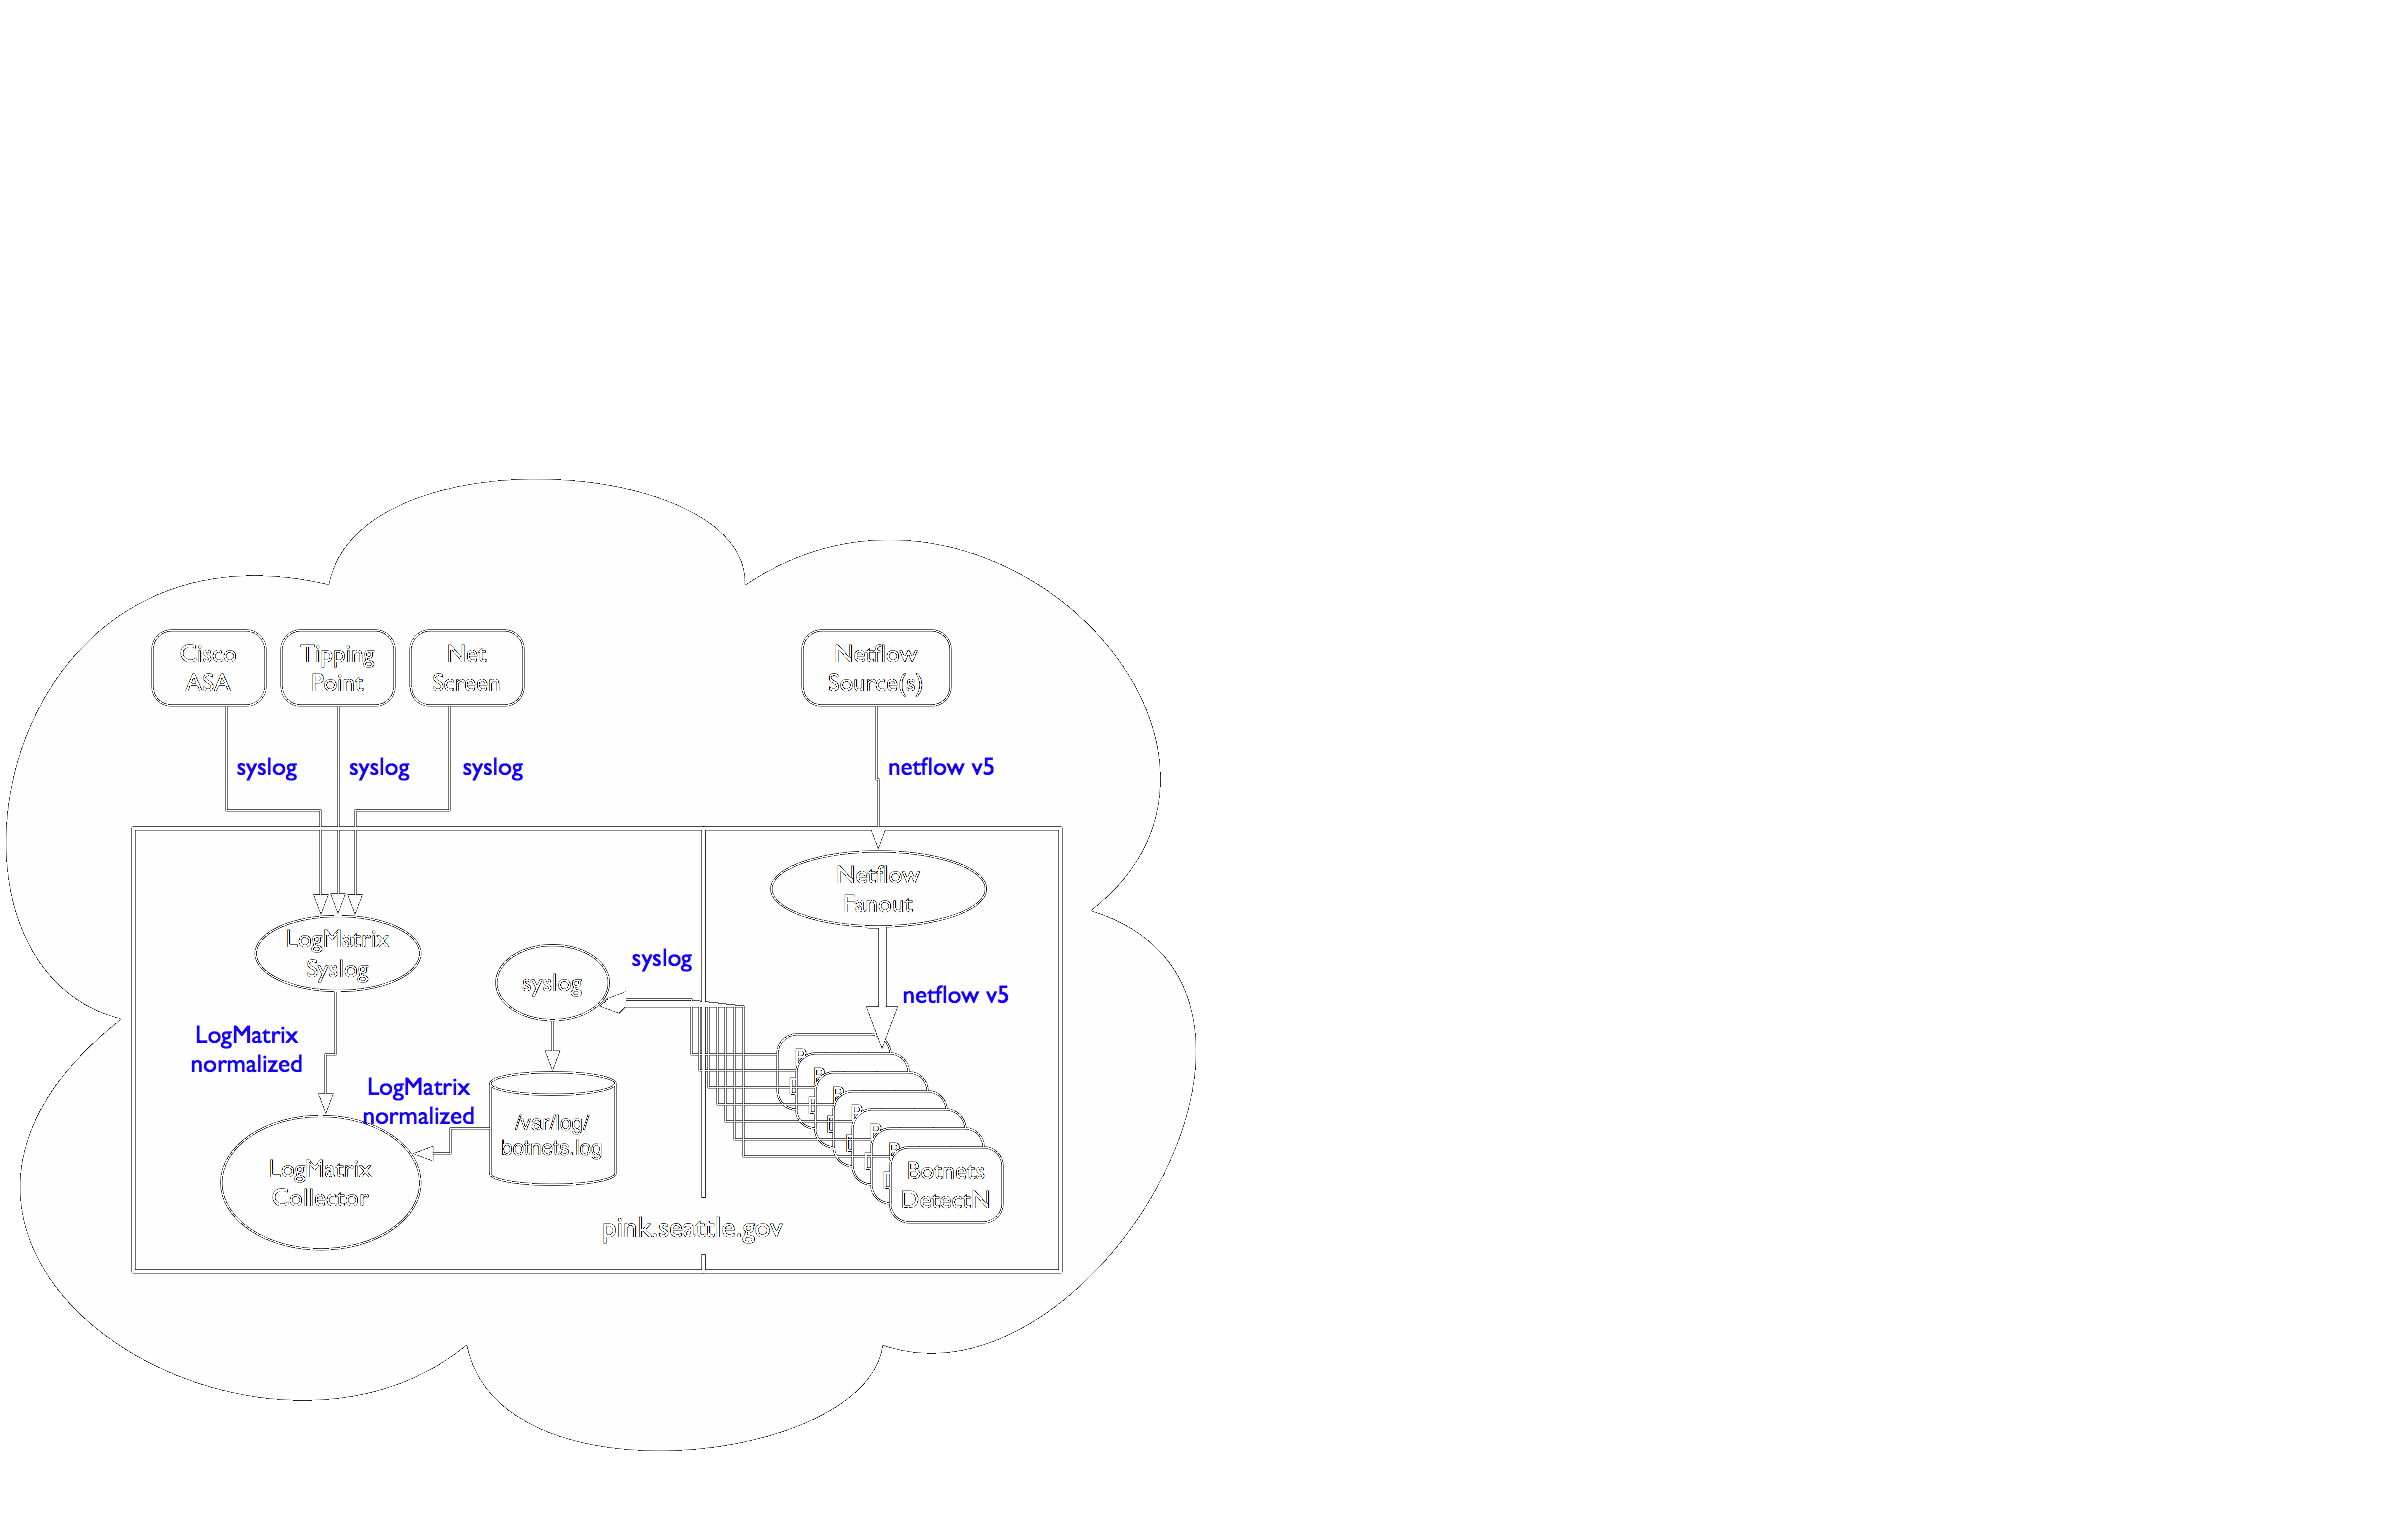 Cisco
ASA
Tipping
Point
Net
Screen
Netflow
Source(s)
syslog
syslog
syslog
netflow v5
Netflow
Fanout
LogMatrix
Syslog
syslog
syslog
netflow v5
LogMatrix
normalized
LogMatrix
normalized
/var/log/
botnets.log
LogMatrix
Collector
Botnets
DetectN
pink.seattle.gov